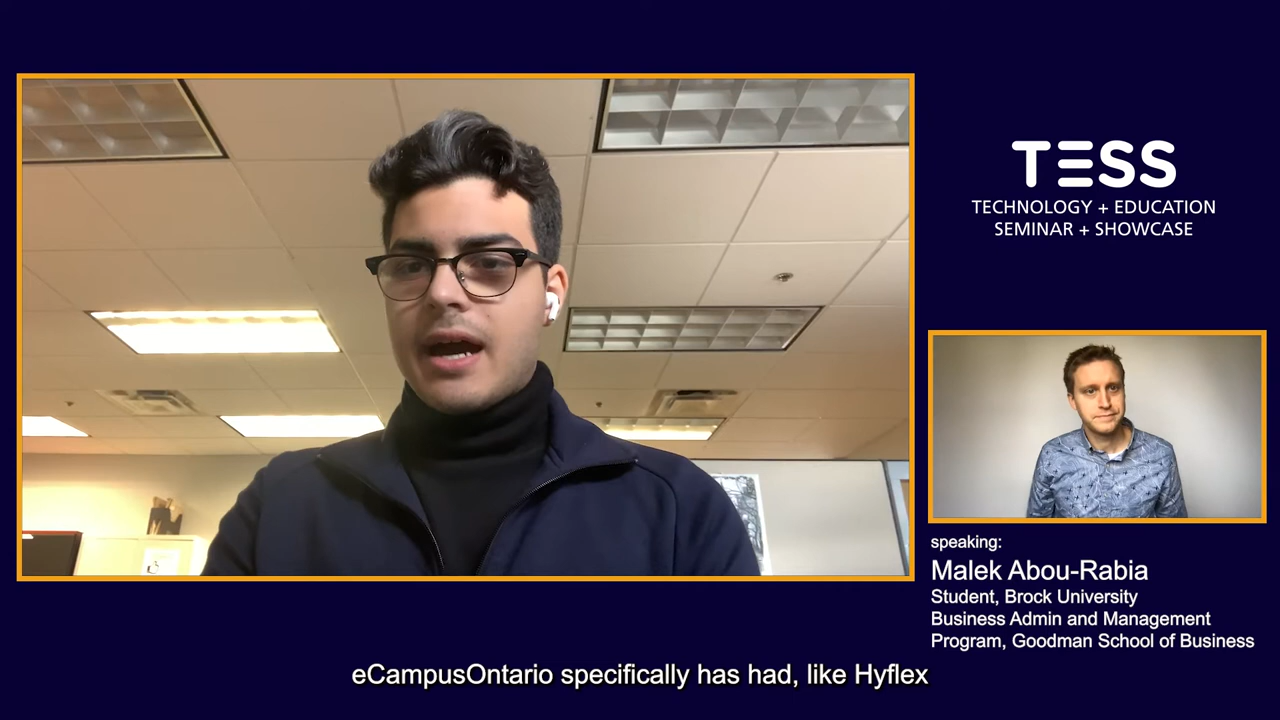 TESS
TECHNOLOGY + EDUCATION
SEMINAR + SHOWCASE
speaking:
Malek Abou-Rabia
Student, Brock University
Business Admin and Management
Program, Goodman School of Business
eCampusOntario specifically has had, like Hyflex